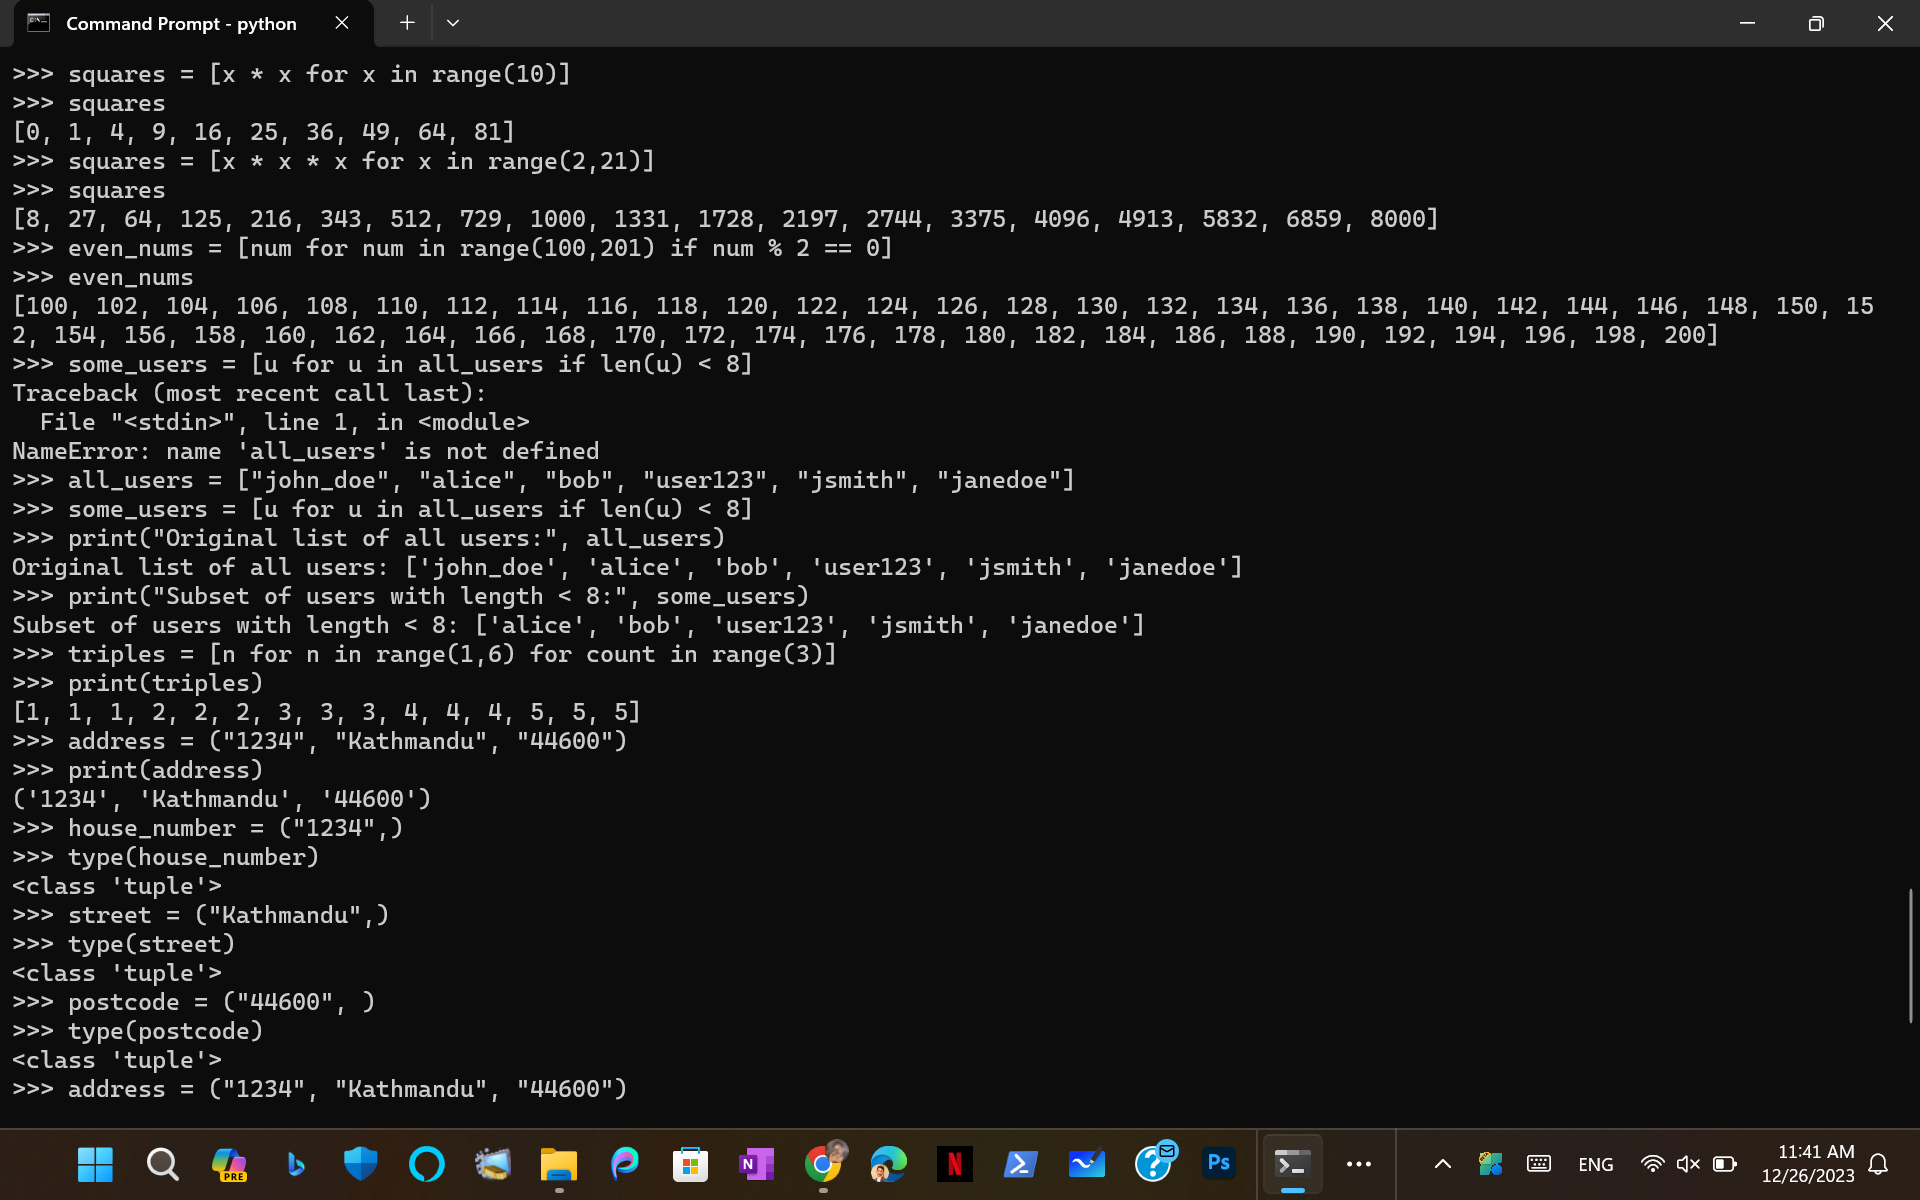 Command Prompt - python
>>> squares = [x * x for x in range(10)]
>>> squares
[0, 1, 4, 9, 16, 25, 36, 49, 64, 81]
>>> squares = [x * x * x for x in range(2,21)]
>>> squares
[8, 27, 64, 125, 216, 343, 512, 729, 1000, 1331, 1728, 2197, 2744, 3375, 4096, 4913, 5832, 6859, 8000]
>>> even_nums = [num for num in range(100,201) if num % 2 == 0]
>>> even_nums
[100, 102, 104, 106, 108, 110, 112, 114, 116, 118, 120, 122, 124, 126, 128, 130, 132, 134, 136, 138, 140, 142, 144, 146, 148, 150, 15
2, 154, 156, 158, 160, 162, 164, 166, 168, 170, 172, 174, 176, 178, 180, 182, 184, 186, 188, 190, 192, 194, 196, 198, 200]
>>> some_users = [u for u in all_users if len(u) < 8]
Traceback (most recent call last):
  File "<stdin>", line 1, in <module>
NameError: name 'all_users' is not defined
>>> all_users = ["john_doe", "alice", "bob", "user123", "jsmith", "janedoe"]
>>> some_users = [u for u in all_users if len(u) < 8]
>>> print("Original list of all users:", all_users)
Original list of all users: ['john_doe', 'alice', 'bob', 'user123', 'jsmith', 'janedoe']
>>> print("Subset of users with length < 8:", some_users)
Subset of users with length < 8: ['alice', 'bob', 'user123', 'jsmith', 'janedoe']
>>> triples = [n for n in range(1,6) for count in range(3)]
>>> print(triples)
[1, 1, 1, 2, 2, 2, 3, 3, 3, 4, 4, 4, 5, 5, 5]
>>> address = ("1234", "Kathmandu", "44600")
>>> print(address)
('1234', 'Kathmandu', '44600')
>>> house_number = ("1234",)
>>> type(house_number)
<class 'tuple'>
>>> street = ("Kathmandu",)
>>> type(street)
<class 'tuple'>
>>> postcode = ("44600", )
>>> type(postcode)
<class 'tuple'>
>>> address = ("1234", "Kathmandu", "44600")
PRE
N
N
Ps
ENG
11:41 AM
12/26/2023